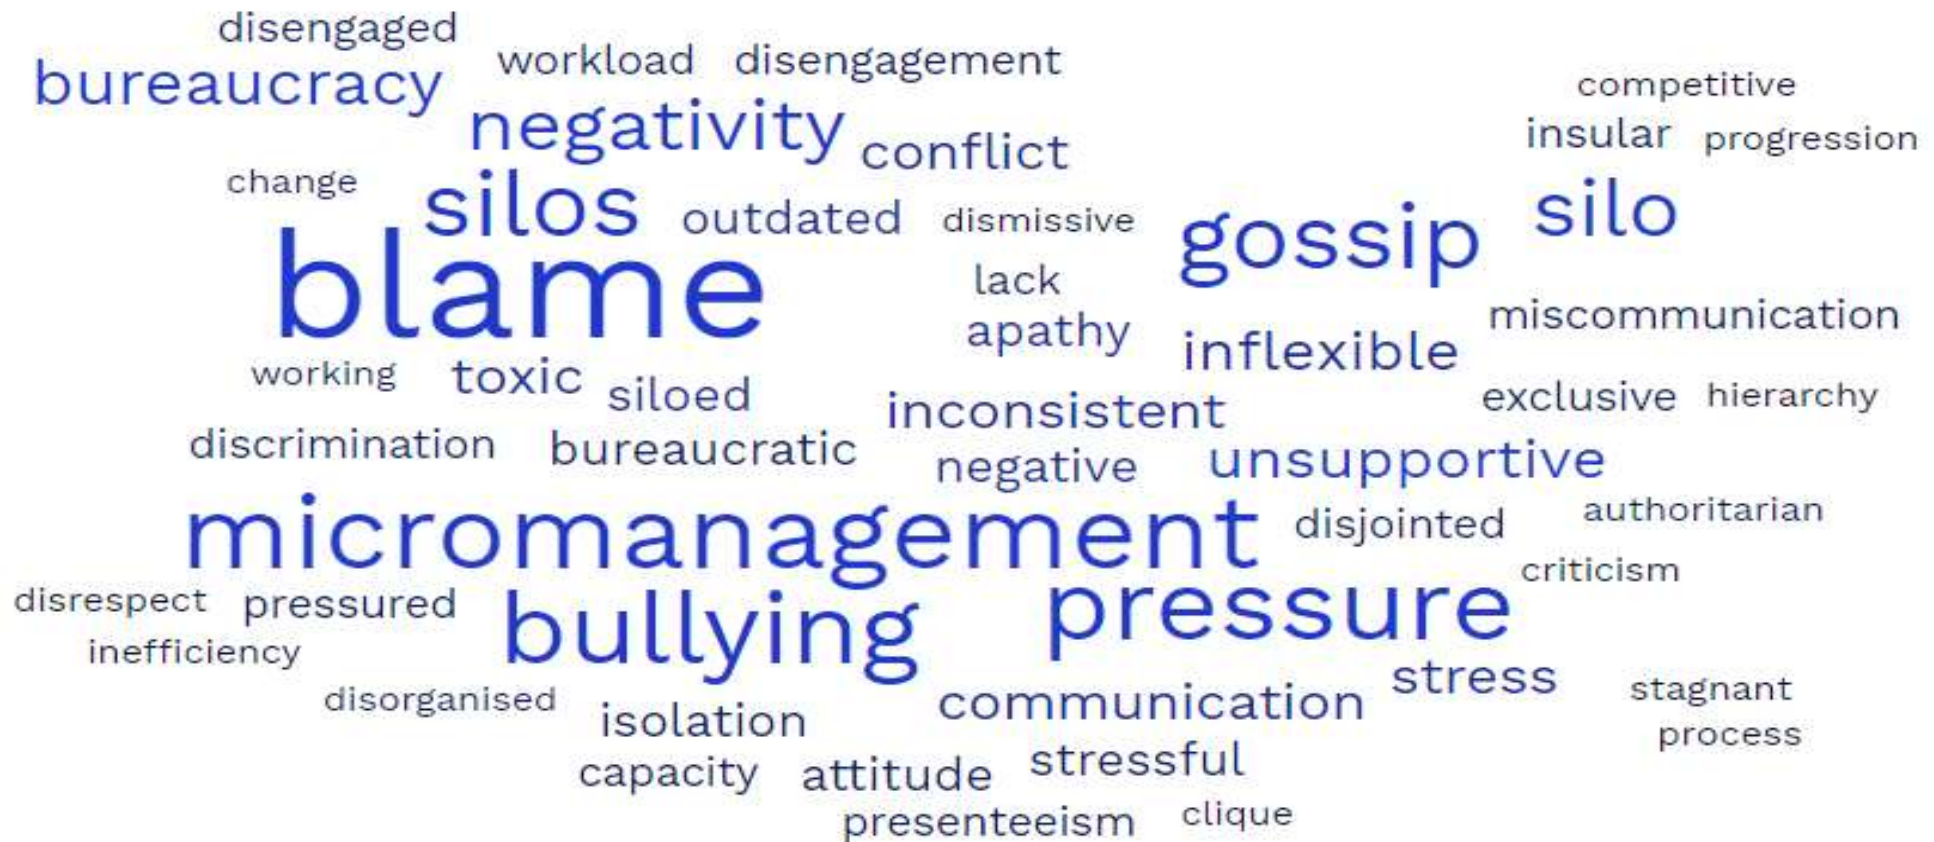 disengaged
bureaucracy
workload disengagement
negativity conflict
competitive
insular progression
change
silos outdated dismissive
gossip silo
blame
lack
apathy
inflexible miscommunication
working toxic siloed
inconsistent
exclusive hierarchy
discrimination bureaucratic
negative unsupportive
micromanagement disjointed authoritarian
criticism
disrespect pressured bullying pressure
inefficiency
disorganised isolation communication stress stagnant
process
capacity attitude stressful
presenteeism clique